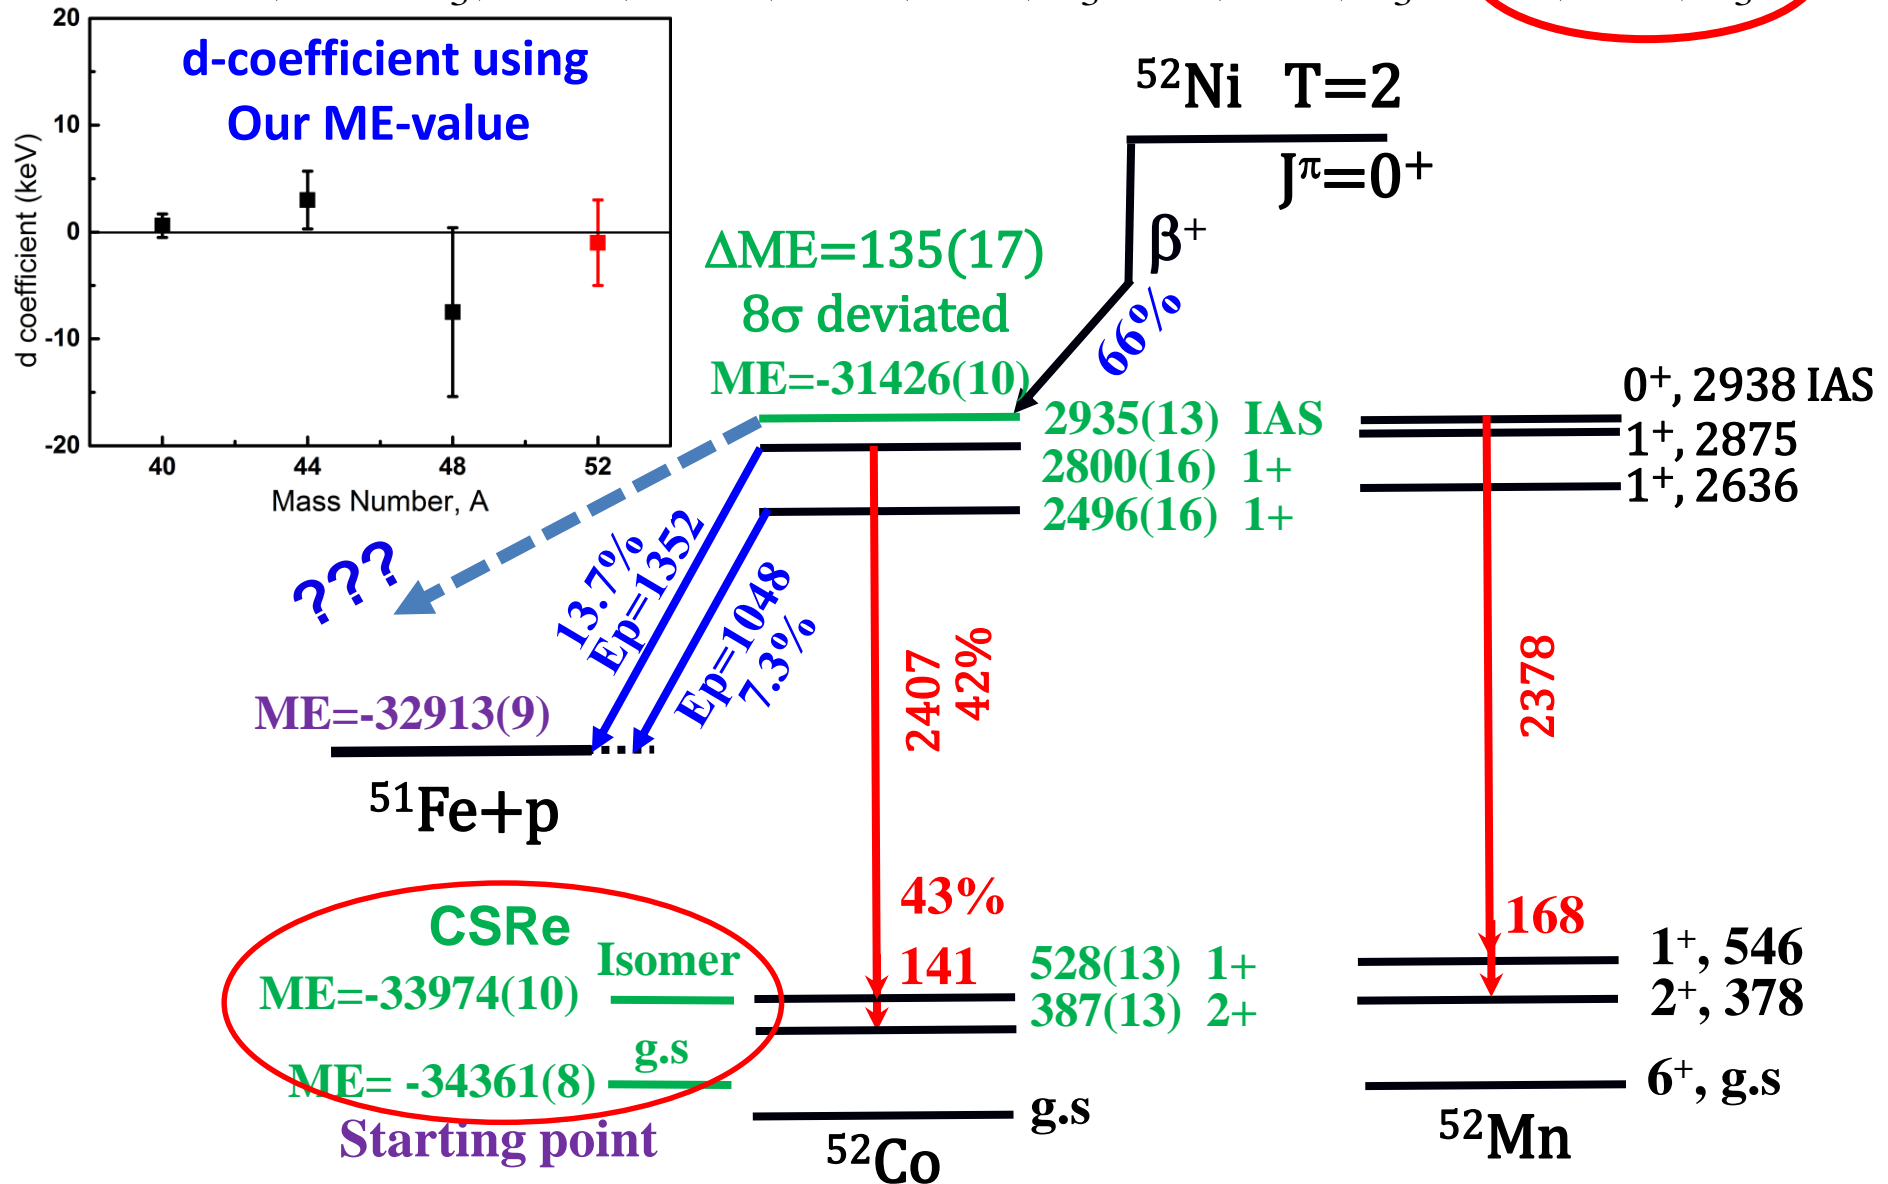 20
10
0
-10
-20
d coefficient (keV)
d-coefficient using
Our ME-value
40 44 48 52
Mass Number, A
⁵²Ni T=2
Jᵖⁱ=0⁺
β⁺
66%
ΔME=135(17)
8σ deviated
ME=-31426(10)
2935(13) IAS
2800(16) 1+
2496(16) 1+
0⁺, 2938 IAS
1⁺, 2875
1⁺, 2636
???
13.7%
Ep=1352
Ep=1048
7.3%
2407
42%
2378
ME=-32913(9)
⁵¹Fe+p
43%
141
168
CSRe
Isomer
ME=-33974(10)
g.s
ME= -34361(8)
Starting point
528(13) 1+
387(13) 2+
g.s
⁵²Co
1⁺, 546
2⁺, 378
6⁺, g.s
⁵²Mn